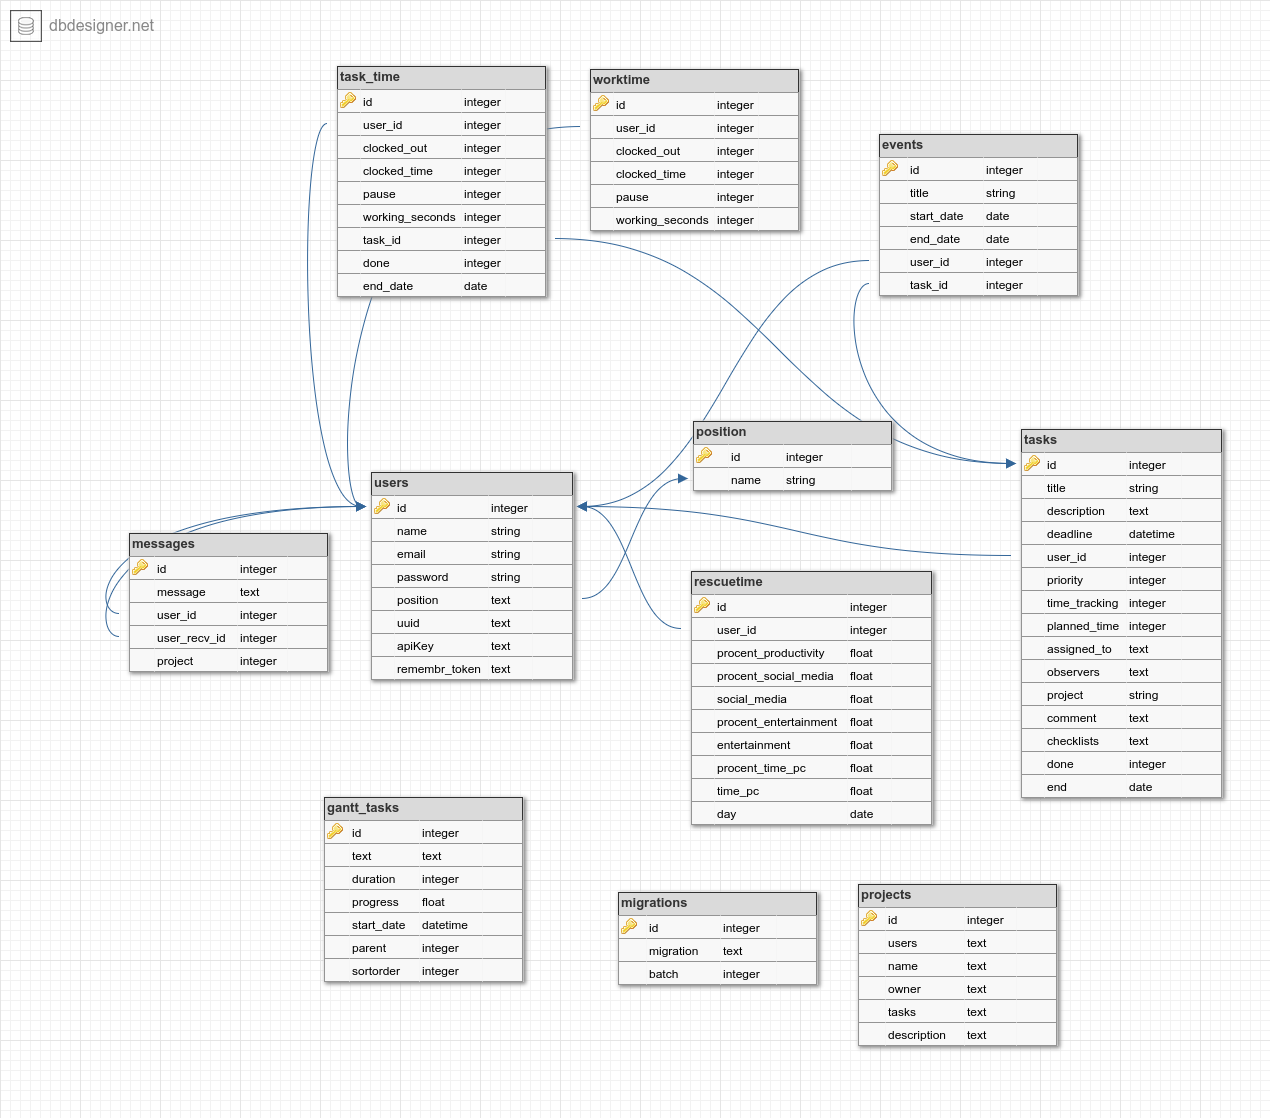 dbdesigner.net
task_time
id integer
user_id integer
clocked_out integer
clocked_time integer
pause integer
working_seconds integer
task_id integer
done integer
end_date date
worktime
id integer
user_id integer
clocked_out integer
clocked_time integer
pause integer
working_seconds integer
events
id integer
title string
start_date date
end_date date
user_id integer
task_id integer
position
id integer
name string
tasks
id integer
title string
description text
deadline datetime
user_id integer
priority integer
time_tracking integer
planned_time integer
assigned_to text
observers text
project string
comment text
checklists text
done integer
end date
users
id integer
name string
email string
password string
position text
uuid text
apiKey text
remembr_token text
messages
id integer
message text
user_id integer
user_recv_id integer
project integer
rescuetime
id integer
user_id integer
procent_productivity float
procent_social_media float
social_media float
procent_entertainment float
entertainment float
procent_time_pc float
time_pc float
day date
gantt_tasks
id integer
text text
duration integer
progress float
start_date datetime
parent integer
sortorder integer
migrations
id integer
migration text
batch integer
projects
id integer
users text
name text
owner text
tasks text
description text